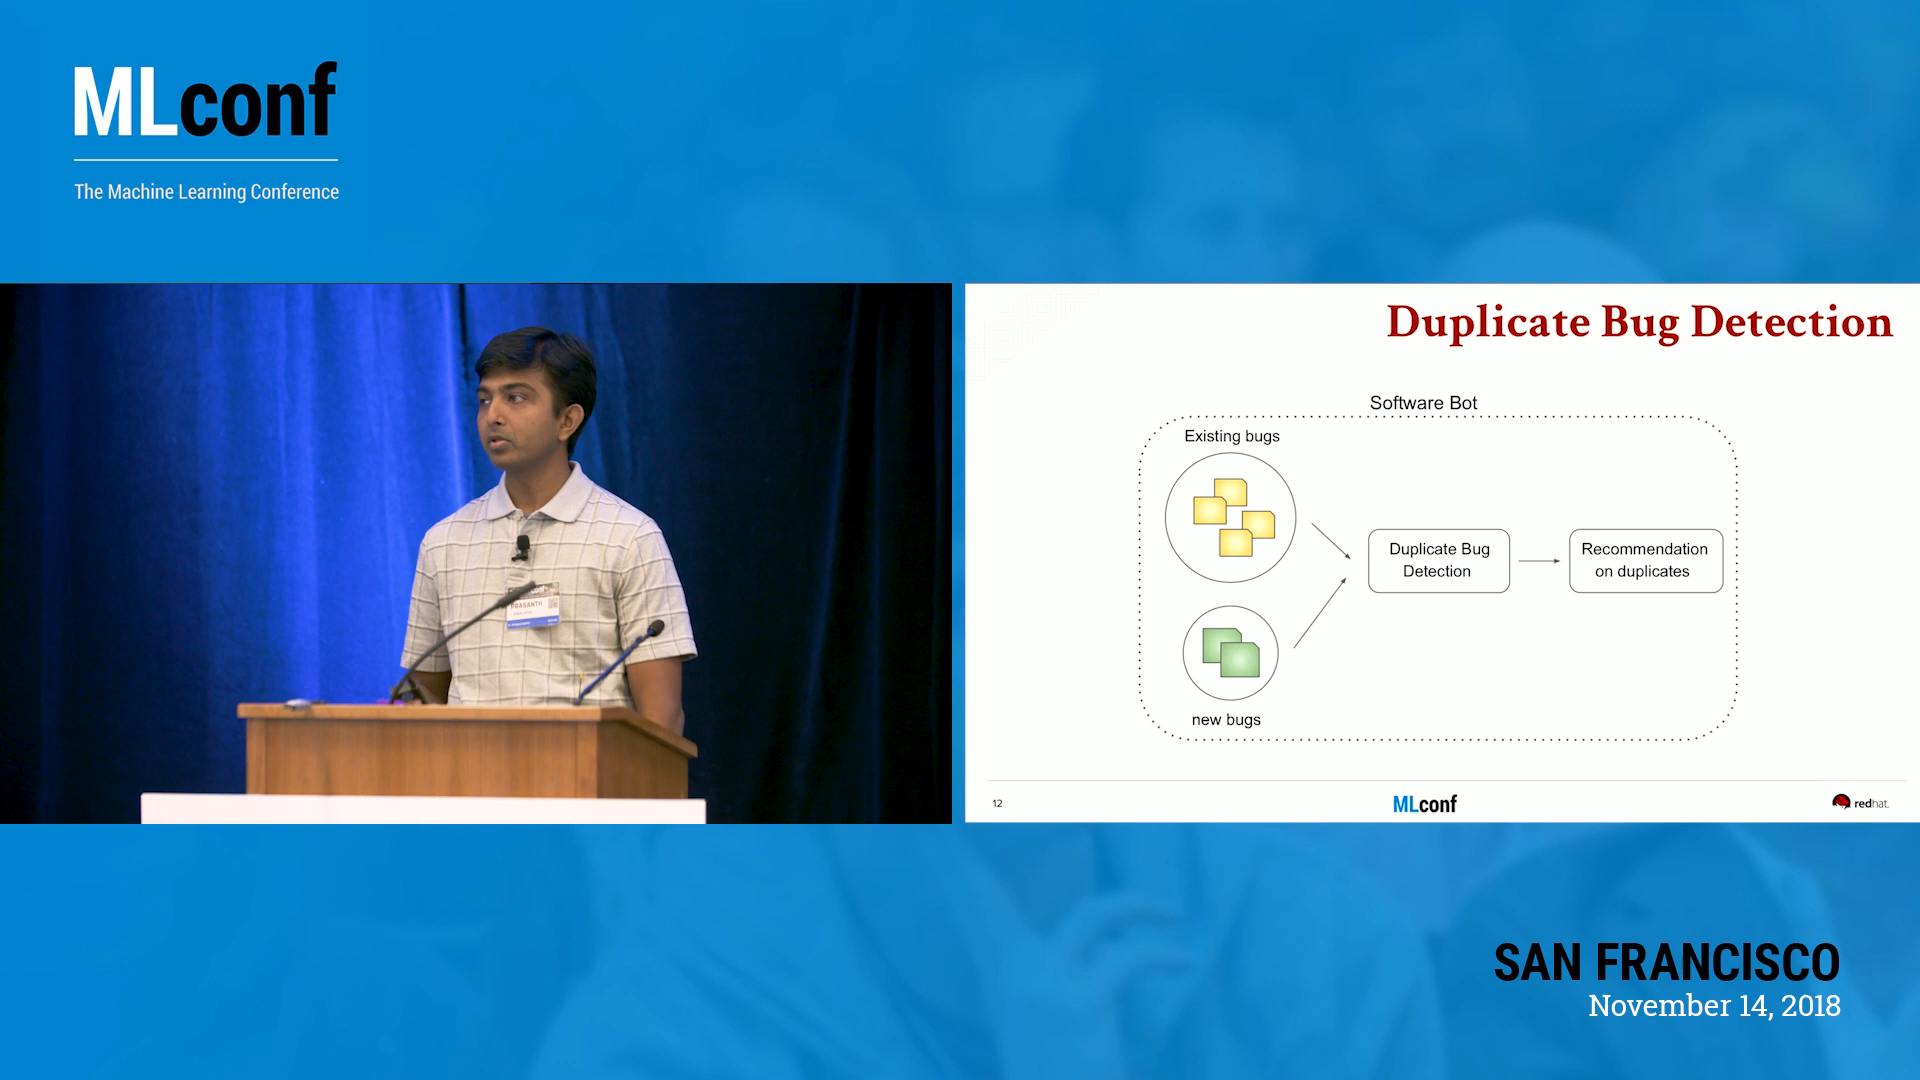 MLconf
The Machine Learning Conference
PRASANTH
Duplicate Bug Detection
Software Bot
Existing bugs
Duplicate Bug
Detection
Recommendation
on duplicates
new bugs
12
MLconf
redhat.
SAN FRANCISCO
November 14, 2018